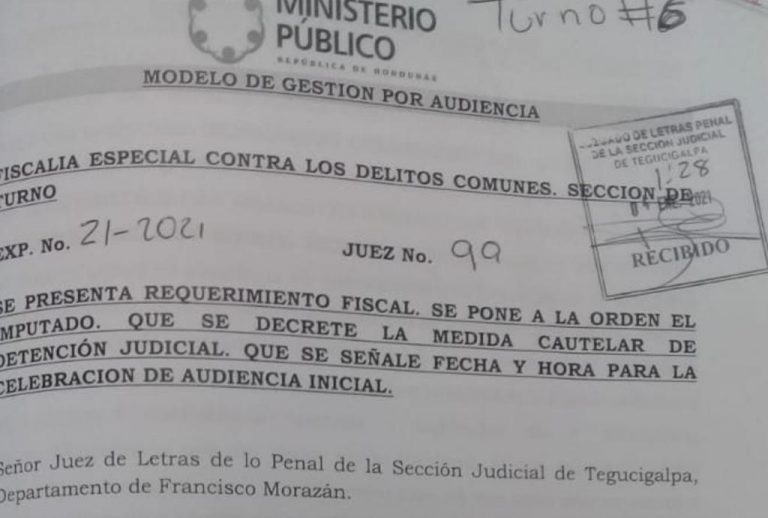 MINISTERIO
PÚBLICO
REPÚBLICA DE HONDURAS
Turno #6
MODELO DE GESTION POR AUDIENCIA
JUZGADO DE LETRAS PENAL
DE LA SECCIÓN JUDICIAL
DE TEGUCIGALPA
1:28
04 ENE. 2021
RECIBIDO
FISCALIA ESPECIAL CONTRA LOS DELITOS COMUNES. SECCION DE
TURNO
EXP. No. 21-2021 JUEZ No. 99
SE PRESENTA REQUERIMIENTO FISCAL. SE PONE A LA ORDEN EL
IMPUTADO. QUE SE DECRETE LA MEDIDA CAUTELAR DE
DETENCIÓN JUDICIAL. QUE SE SEÑALE FECHA Y HORA PARA LA
CELEBRACION DE AUDIENCIA INICIAL.
Señor Juez de Letras de lo Penal de la Sección Judicial de Tegucigalpa,
Departamento de Francisco Morazán.